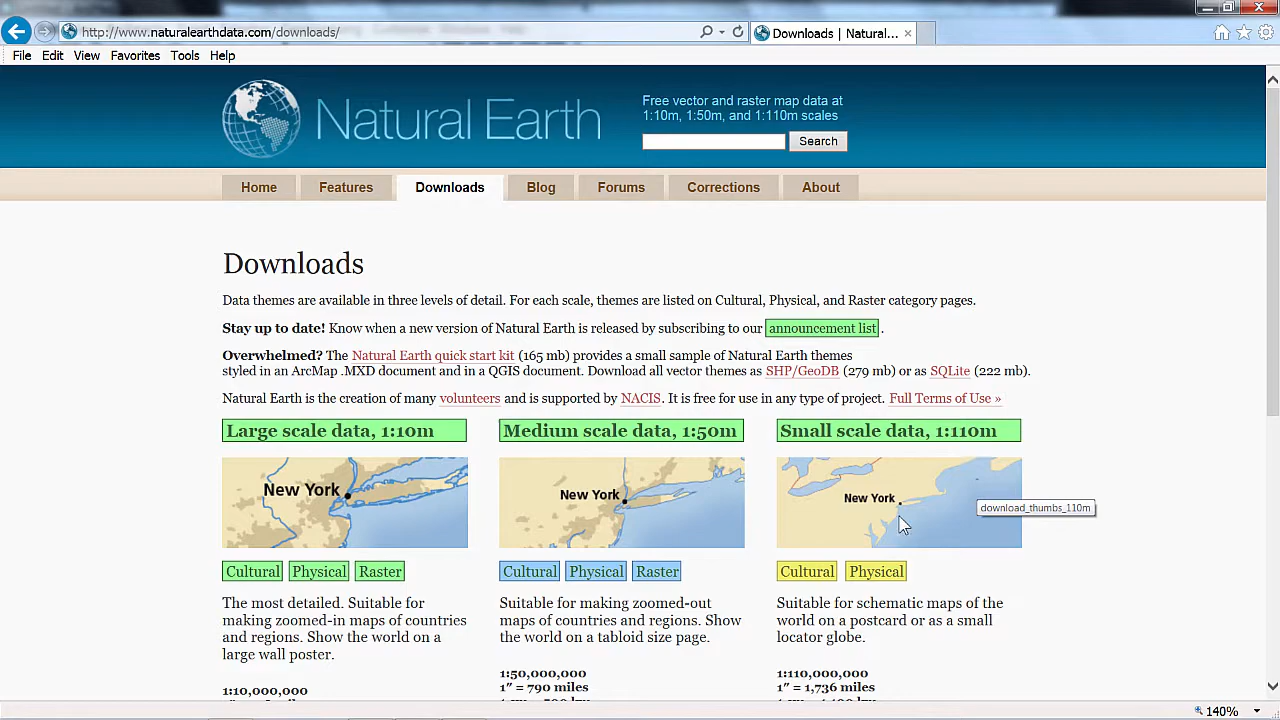 http://www.naturalearthdata.com/downloads/
Downloads | Natural...
File Edit View Favorites Tools Help
Natural Earth
Free vector and raster map data at
1:10m, 1:50m, and 1:110m scales
Search
Home Features Downloads Blog Forums Corrections About
Downloads
Data themes are available in three levels of detail. For each scale, themes are listed on Cultural, Physical, and Raster category pages.
Stay up to date! Know when a new version of Natural Earth is released by subscribing to our announcement list .
Overwhelmed? The Natural Earth quick start kit (165 mb) provides a small sample of Natural Earth themes
styled in an ArcMap .MXD document and in a QGIS document. Download all vector themes as SHP/GeoDB (279 mb) or as SQLite (222 mb).
Natural Earth is the creation of many volunteers and is supported by NACIS. It is free for use in any type of project. Full Terms of Use »
Large scale data, 1:10m
New York
Cultural Physical Raster
The most detailed. Suitable for
making zoomed-in maps of countries
and regions. Show the world on a
large wall poster.
1:10,000,000
Medium scale data, 1:50m
New York
Cultural Physical Raster
Suitable for making zoomed-out
maps of countries and regions. Show
the world on a tabloid size page.
1:50,000,000
1″ = 790 miles
Small scale data, 1:110m
New York
download_thumbs_110m
Cultural Physical
Suitable for schematic maps of the
world on a postcard or as a small
locator globe.
1:110,000,000
1″ = 1,736 miles
140%